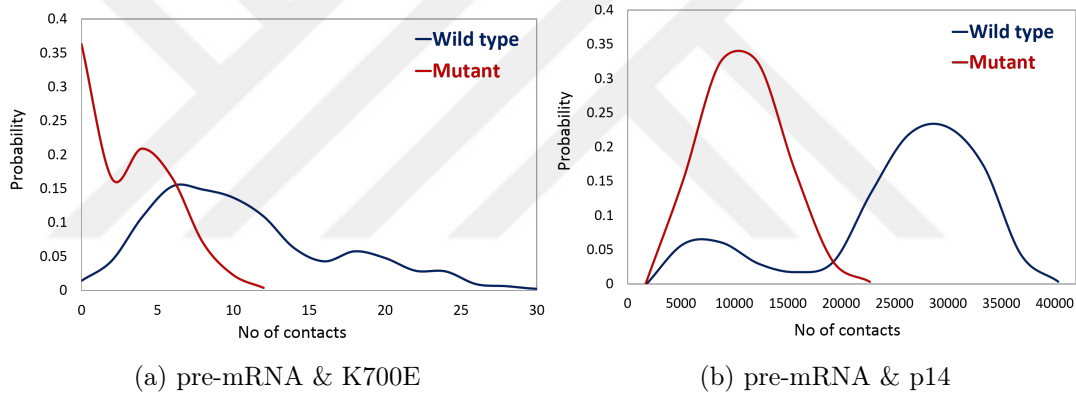 0.4
0.35
0.3
0.25
0.2
0.15
0.1
0.05
0
Probability
0 5 10 15 20 25 30
No of contacts
Wild type
Mutant
(a) pre-mRNA & K700E
0.4
0.35
0.3
0.25
0.2
0.15
0.1
0.05
0
Probability
0 5000 10000 15000 20000 25000 30000 35000 40000
No of contacts
Wild type
Mutant
(b) pre-mRNA & p14